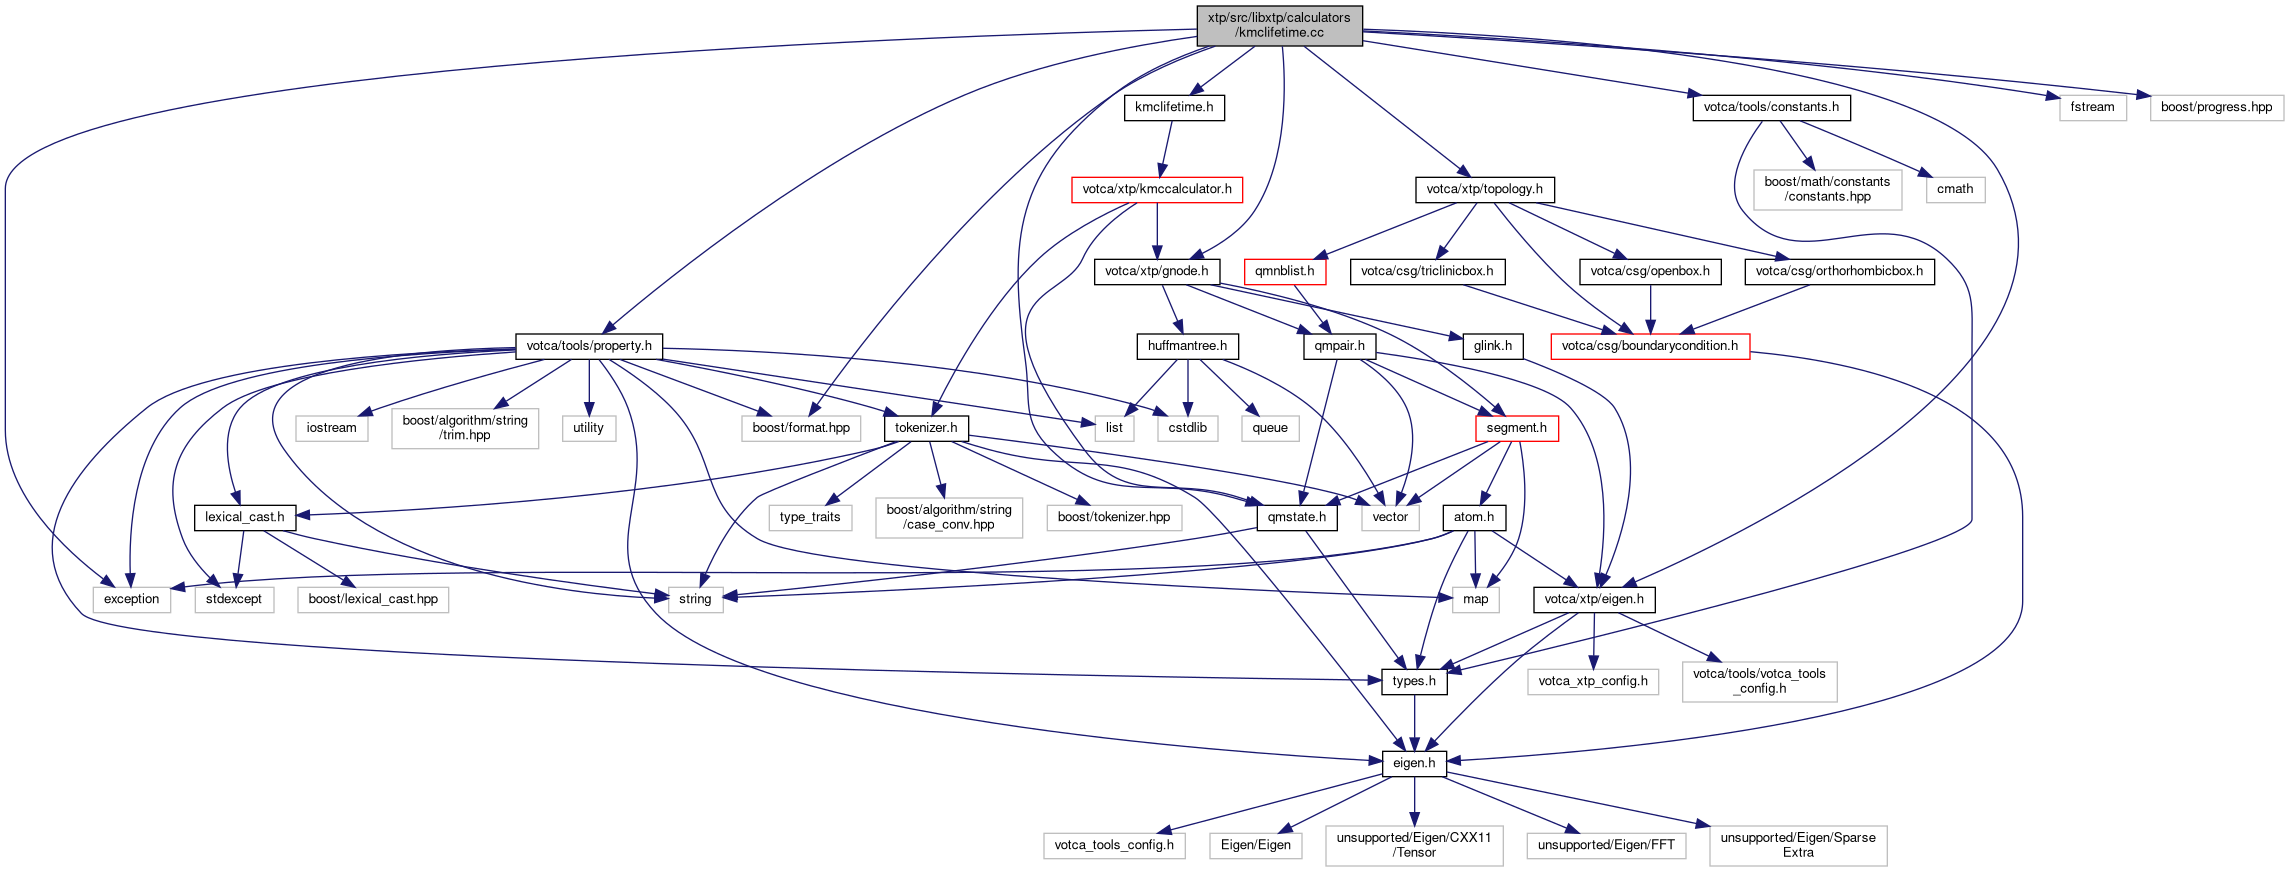 xtp/src/libxtp/calculators
/kmclifetime.cc
kmclifetime.h
votca/tools/constants.h
fstream
boost/progress.hpp
votca/xtp/kmccalculator.h
votca/xtp/topology.h
boost/math/constants
/constants.hpp
cmath
votca/xtp/gnode.h
qmnblist.h
votca/csg/triclinicbox.h
votca/csg/openbox.h
votca/csg/orthorhombicbox.h
votca/tools/property.h
huffmantree.h
qmpair.h
glink.h
votca/csg/boundarycondition.h
iostream
boost/algorithm/string
/trim.hpp
utility
boost/format.hpp
tokenizer.h
list
cstdlib
queue
segment.h
lexical_cast.h
type_traits
boost/algorithm/string
/case_conv.hpp
boost/tokenizer.hpp
qmstate.h
vector
atom.h
exception
stdexcept
boost/lexical_cast.hpp
string
map
votca/xtp/eigen.h
types.h
votca_xtp_config.h
votca/tools/votca_tools
_config.h
eigen.h
votca_tools_config.h
Eigen/Eigen
unsupported/Eigen/CXX11
/Tensor
unsupported/Eigen/FFT
unsupported/Eigen/Sparse
Extra